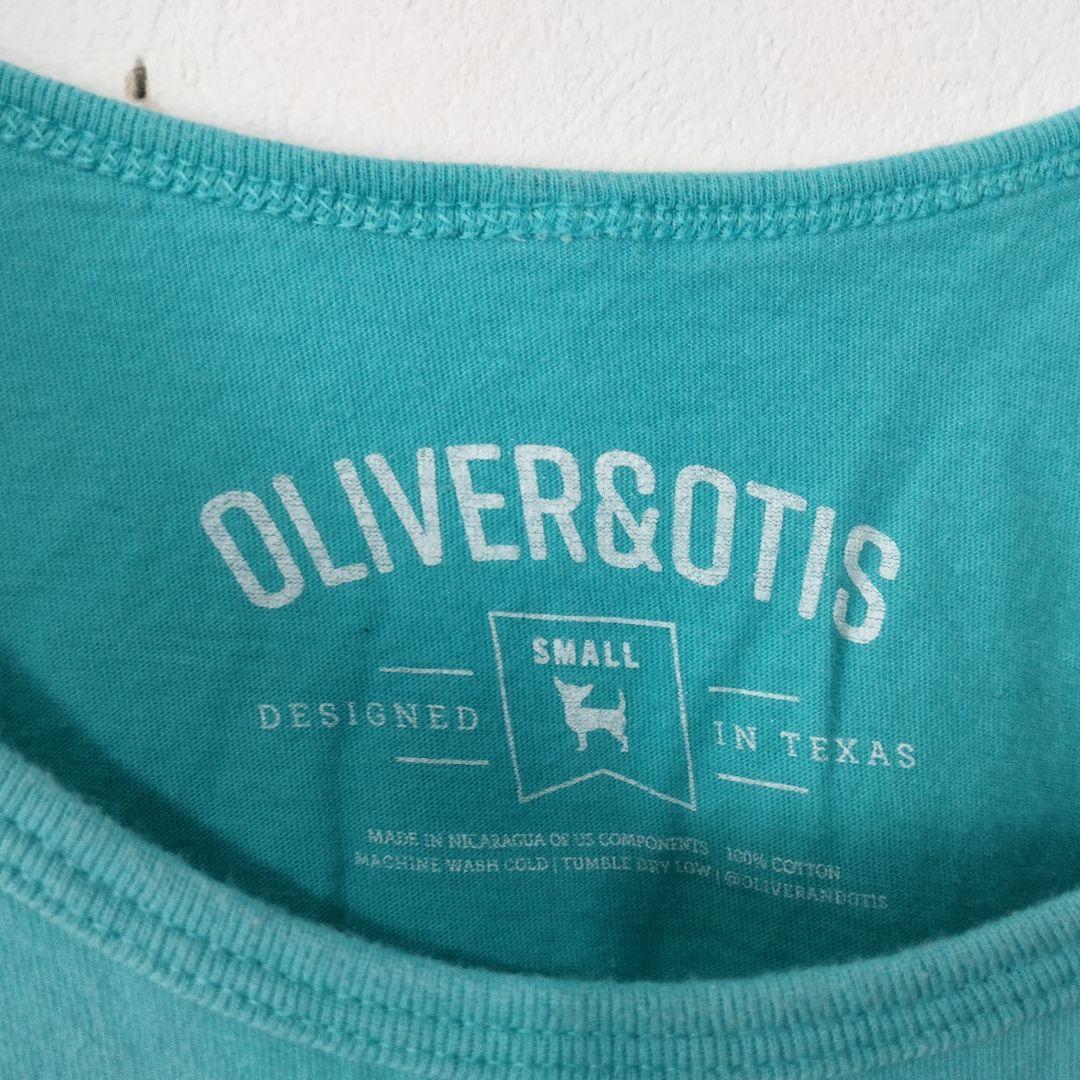 OLIVER&OTIS
SMALL
DESIGNED IN TEXAS
MADE IN NICARAGUA OF US COMPONENTS 100% COTTON
MACHINE WASH COLD | TUMBLE DRY LOW | @OLIVERANDOTIS